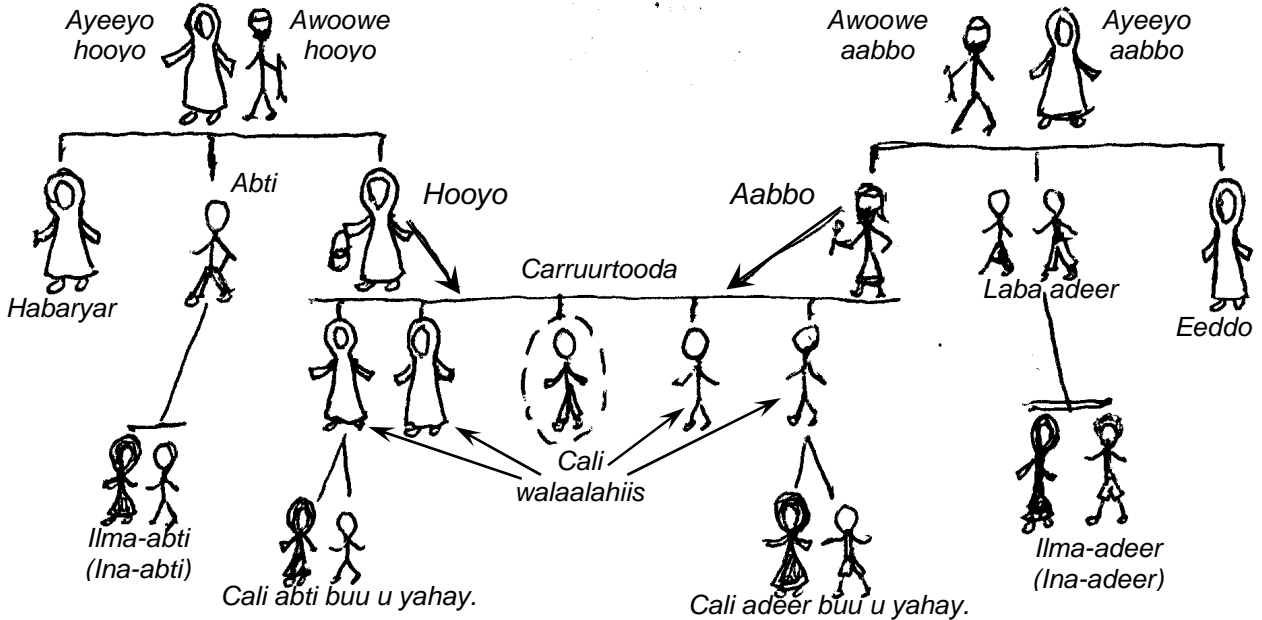 Ayeeyo
hooyo
Awoowe
hooyo
Awoowe
aabbo
Ayeeyo
aabbo
Abti
Hooyo
Aabbo
Habaryar
Carruurtooda
Laba adeer
Eeddo
Cali
walaalahiis
Ilma-abti
(Ina-abti)
Ilma-adeer
(Ina-adeer)
Cali abti buu u yahay.
Cali adeer buu u yahay.